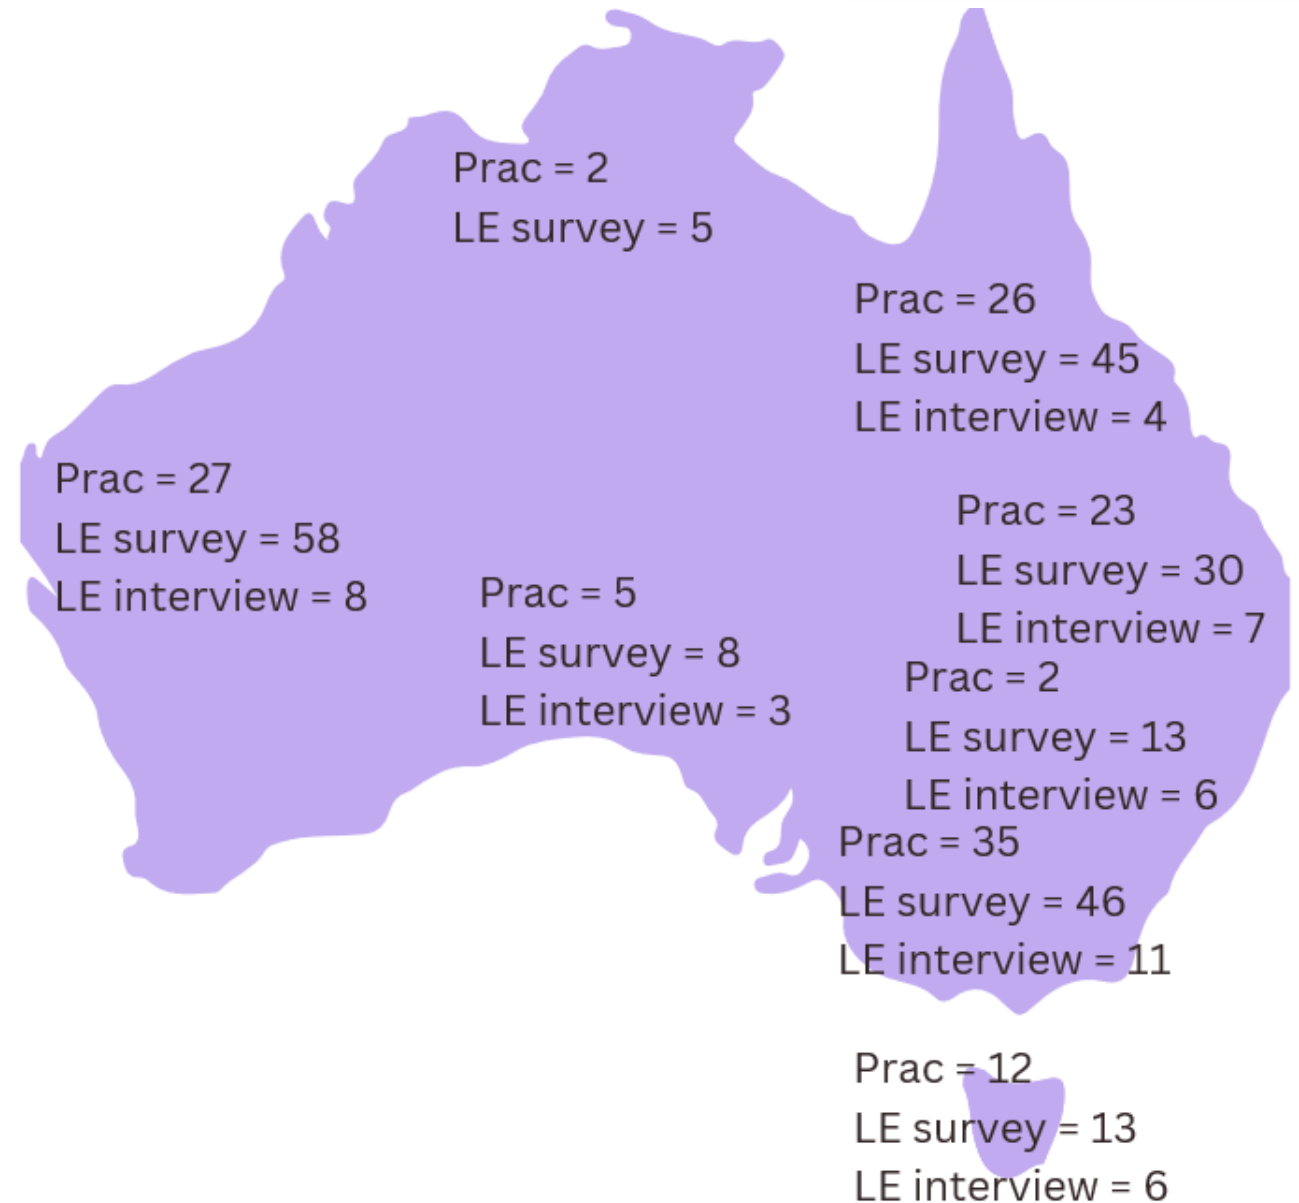 Prac = 2
LE survey = 5
Prac = 26
LE survey = 45
LE interview = 4
Prac = 27
LE survey = 58
LE interview = 8
Prac = 5
LE survey = 8
LE interview = 3
Prac = 23
LE survey = 30
LE interview = 7
Prac = 2
LE survey = 13
LE interview = 6
Prac = 35
LE survey = 46
LE interview = 11
Prac = 12
LE survey = 13
LE interview = 6